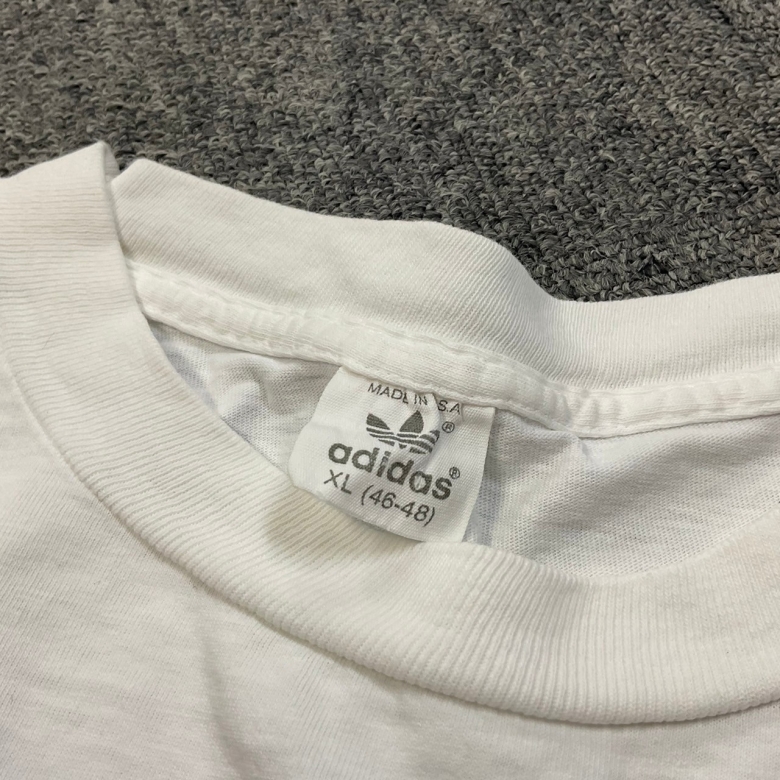 MADE IN U.S.A
®
adidas®
XL (46-48)